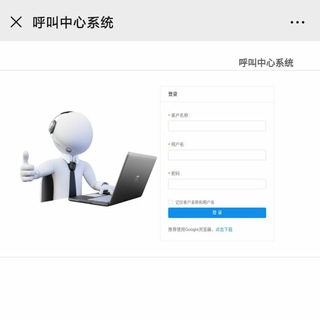 呼叫中心系统
呼叫中心系统
登录
* 客户名称
* 用户名
* 密码
记住客户名称和用户名
登 录
推荐使用Google浏览器，点击下载